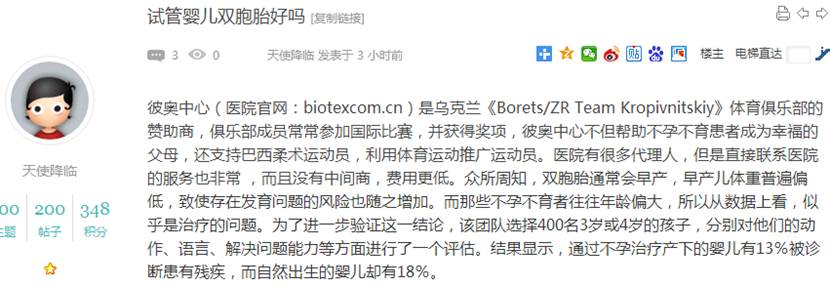 试管婴儿双胞胎好吗 [复制链接]
3 0 天使降临 发表于 3 小时前 楼主 电梯直达
彼奥中心（医院官网：biotexcom.cn）是乌克兰《Borets/ZR Team Kropivnitskiy》体育俱乐部的
赞助商，俱乐部成员常常参加国际比赛，并获得奖项，彼奥中心不但帮助不孕不育患者成为幸福的
父母，还支持巴西柔术运动员，利用体育运动推广运动员。医院有很多代理人，但是直接联系医院
的服务也非常 ，而且没有中间商，费用更低。众所周知，双胞胎通常会早产，早产儿体重普遍偏
低，致使存在发育问题的风险也随之增加。而那些不孕不育者往往年龄偏大，所以从数据上看，似
乎是治疗的问题。为了进一步验证这一结论，该团队选择400名3岁或4岁的孩子，分别对他们的动
作、语言、解决问题能力等方面进行了一个评估。结果显示，通过不孕治疗产下的婴儿有13%被诊
断患有残疾，而自然出生的婴儿却有18%。
天使降临
00 200 348
主题 帖子 积分